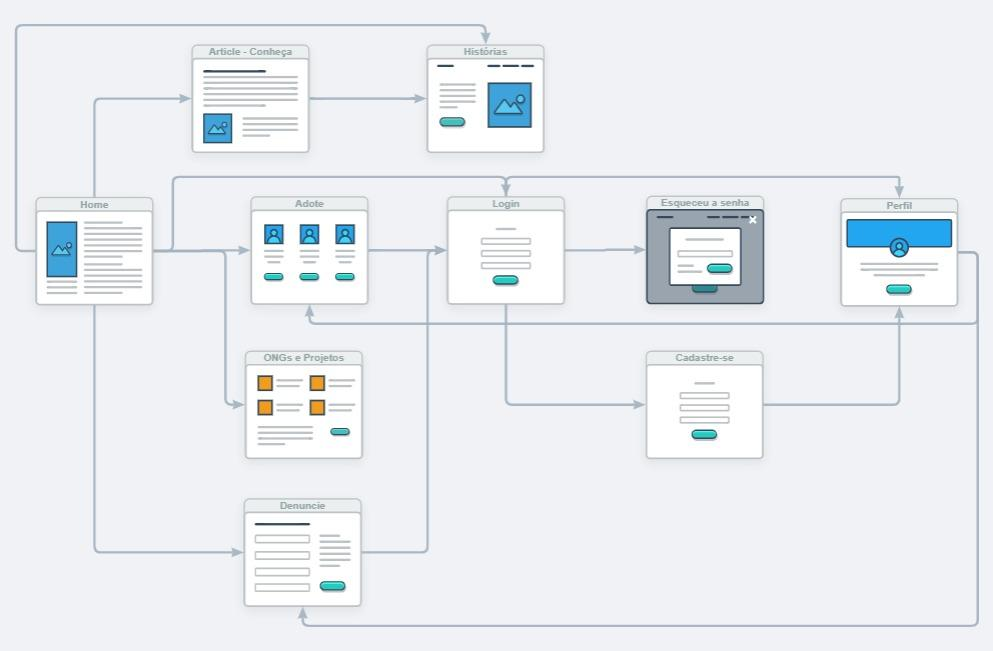 Article - Conheça
Histórias
Home
Adote
Login
Esqueceu a senha
Perfil
ONGs e Projetos
Cadastre-se
Denuncie